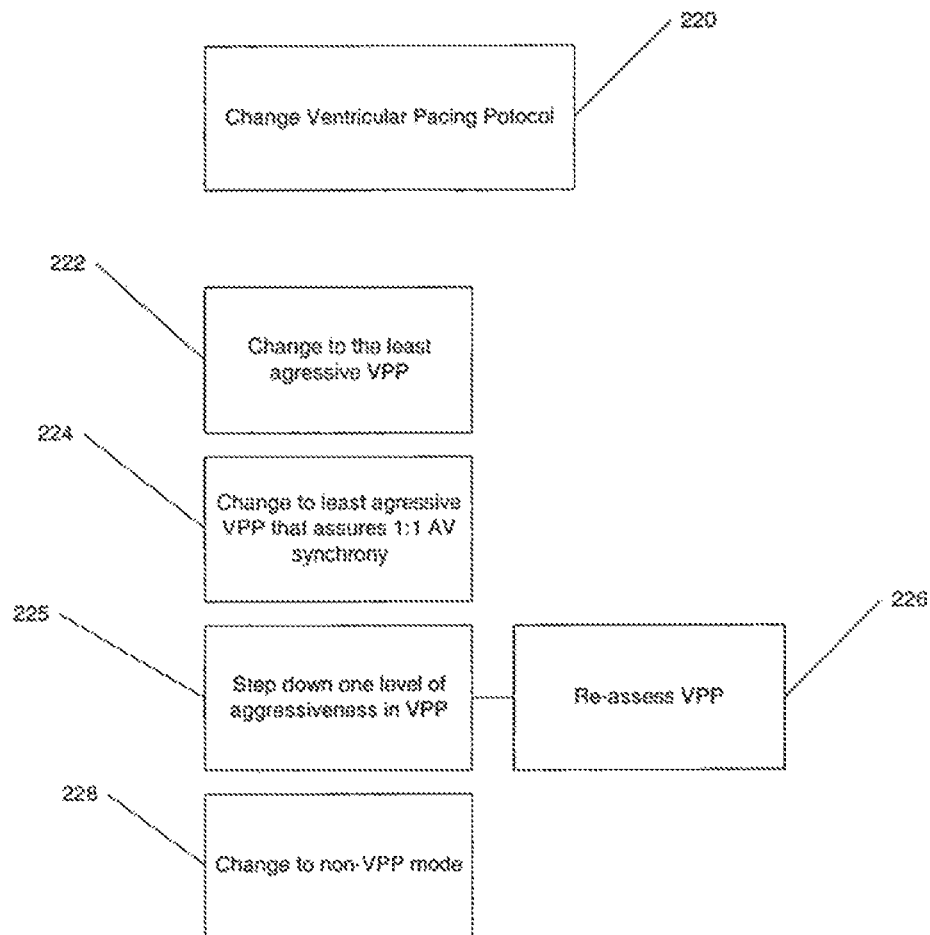 220
Change Ventricular Pacing Potocol
222
Change to the least
agressive VPP
224
Change to least agressive
VPP that assures 1:1 AV
synchrony
225
226
Step down one level of
aggressiveness in VPP
Re-assess VPP
228
Change to non-VPP mode